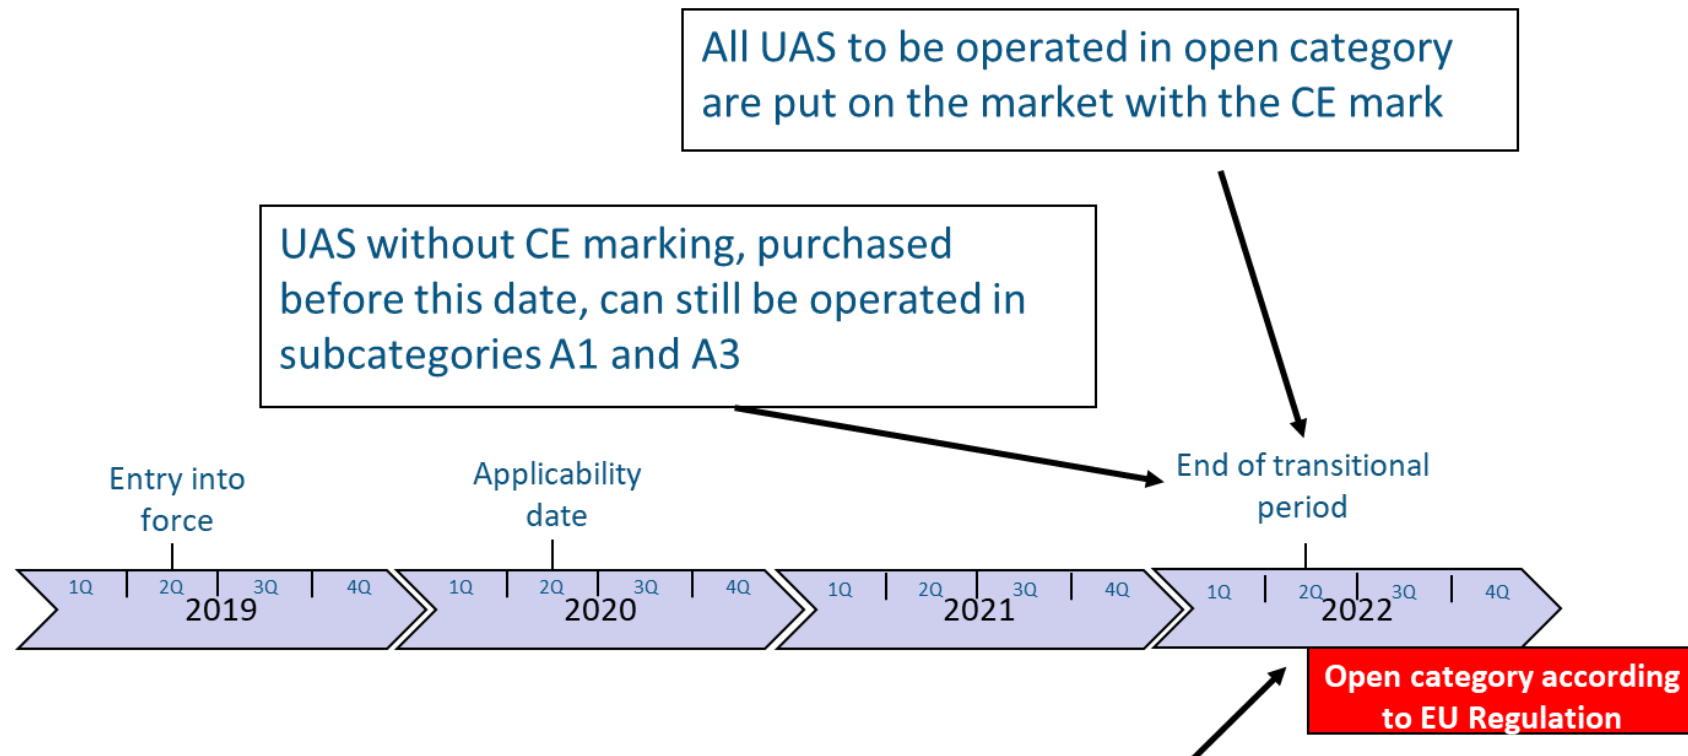 All UAS to be operated in open category
are put on the market with the CE mark
UAS without CE marking, purchased
before this date, can still be operated in
subcategories A1 and A3
Entry into
force
Applicability
date
End of transitional
period
1Q 2Q 3Q 4Q
2019
1Q 2Q 3Q 4Q
2020
1Q 2Q 3Q 4Q
2021
1Q 2Q 3Q 4Q
2022
Open category according
to EU Regulation